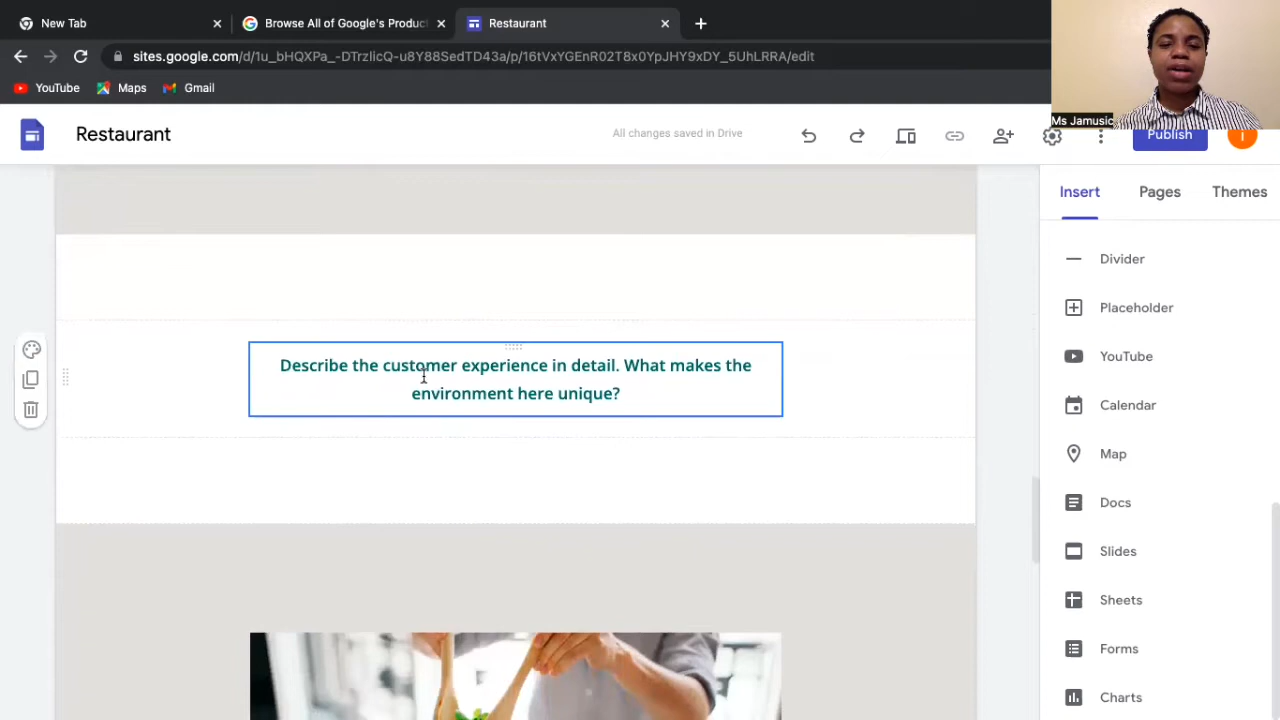 New Tab
Browse All of Google's Product
Restaurant
sites.google.com/d/1u_bHQXPa_-DTrzlicQ-u8Y88SedTD43a/p/16tVxYGEnR02T8x0YpJHY9xDY_5UhLRRA/edit
YouTube
Maps
Gmail
Ms Jamusic
Restaurant
All changes saved in Drive
Publish
Insert
Pages
Themes
Divider
Placeholder
YouTube
Calendar
Map
Docs
Slides
Sheets
Forms
Charts
Describe the customer experience in detail. What makes the
environment here unique?